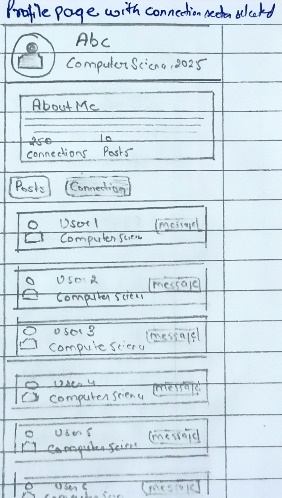 Profile page with connection section selected
Abc
Computer Science, 2025
About Me
250 10
connections Posts
Posts Connection
User 1 message
Computer Science
User 2 message
Computer Science
User 3 message
Compute Science
User 4 message
Computer Science
User 5 message
Computer Science
User 6 message
Computer Science